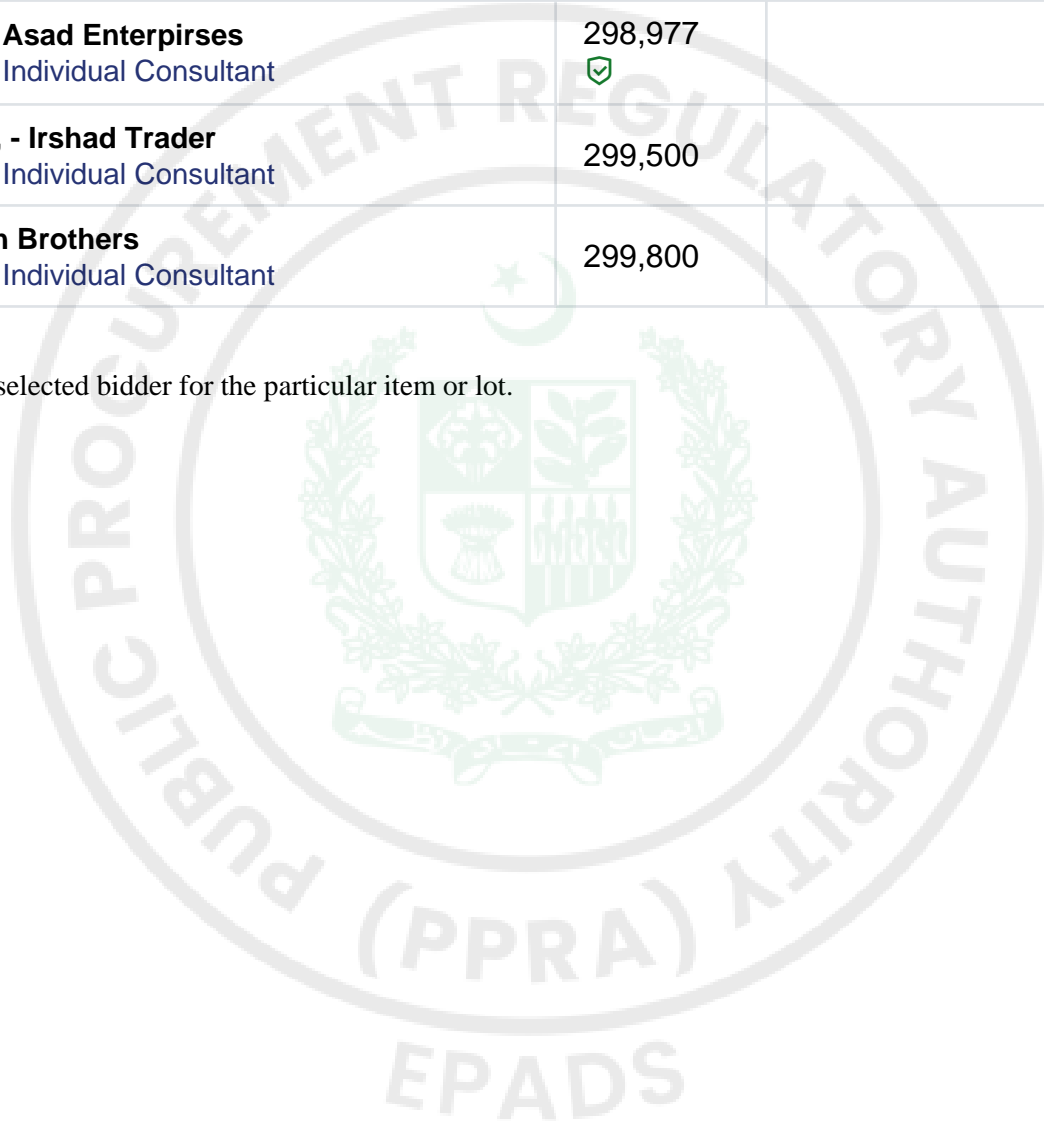 Asad Enterpirses
298,977
Individual Consultant
- Irshad Trader
Individual Consultant
299,500
Brothers
Individual Consultant
299,800
selected bidder for the particular item or lot.
PUBLIC PROCUREMENT REGULATORY AUTHORITY
(PPRA)
EPADS